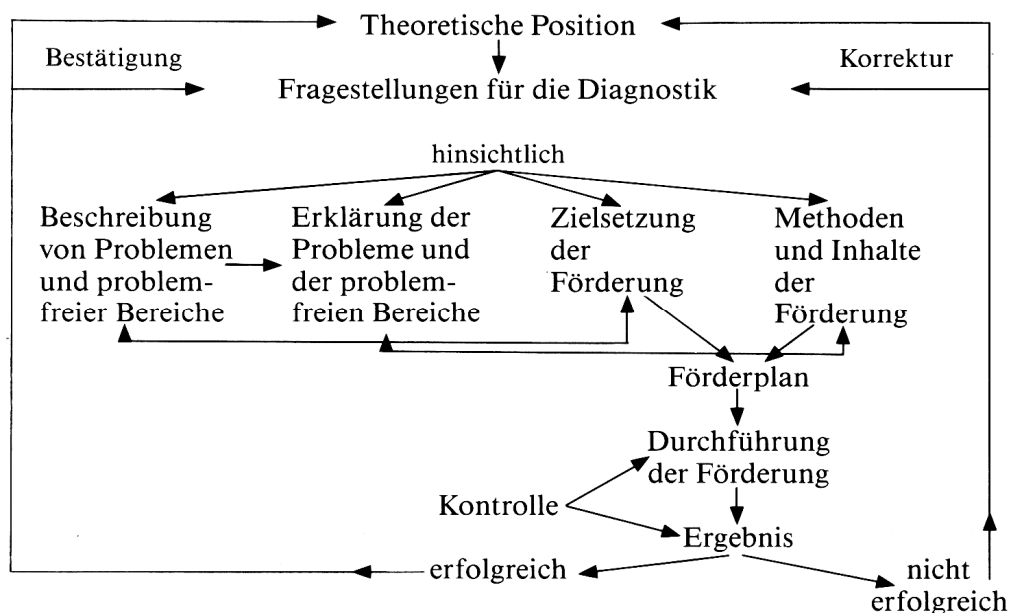 Theoretische Position
Bestätigung
Korrektur
Fragestellungen für die Diagnostik
hinsichtlich
Beschreibung
von Problemen
und problem-
freier Bereiche
Erklärung der
Probleme und
der problem-
freien Bereiche
Zielsetzung
der
Förderung
Methoden
und Inhalte
der
Förderung
Förderplan
Durchführung
der Förderung
Kontrolle
Ergebnis
erfolgreich
nicht
erfolgreich